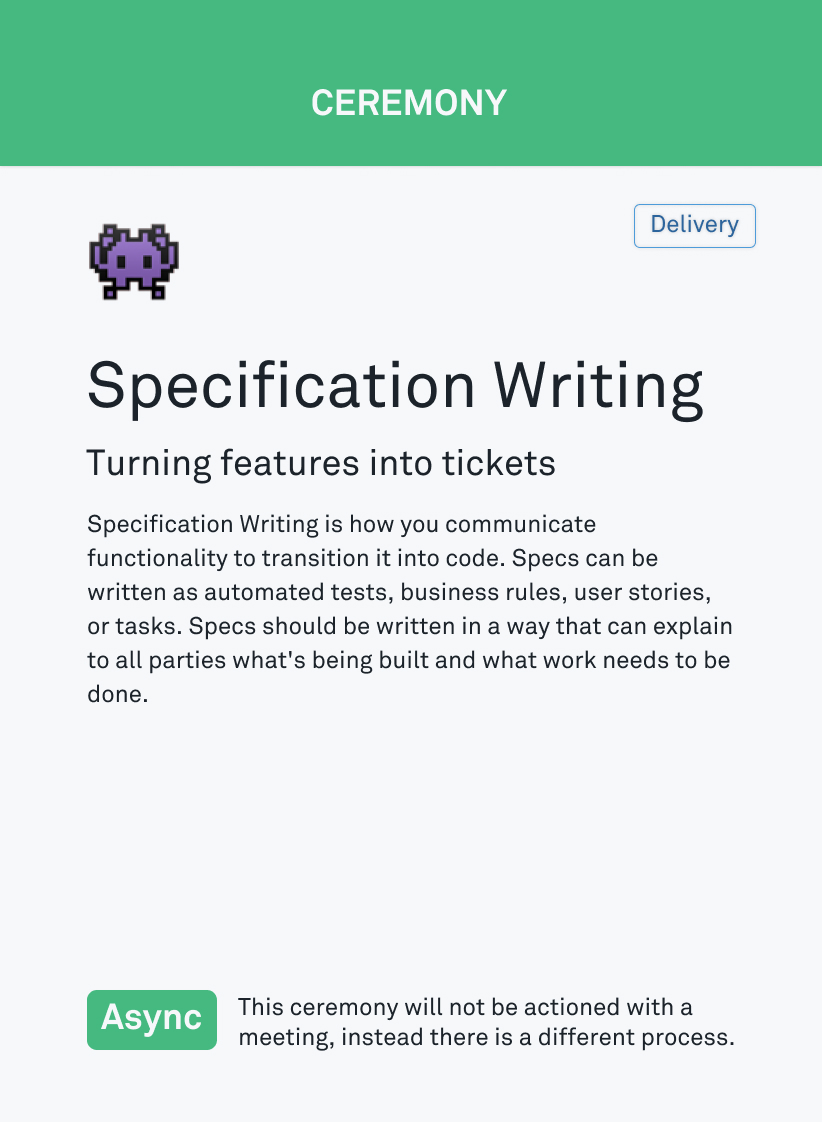 CEREMONY
Delivery
Specification Writing
Turning features into tickets
Specification Writing is how you communicate
functionality to transition it into code. Specs can be
written as automated tests, business rules, user stories,
or tasks. Specs should be written in a way that can explain
to all parties what's being built and what work needs to be
done.
Async
This ceremony will not be actioned with a
meeting, instead there is a different process.